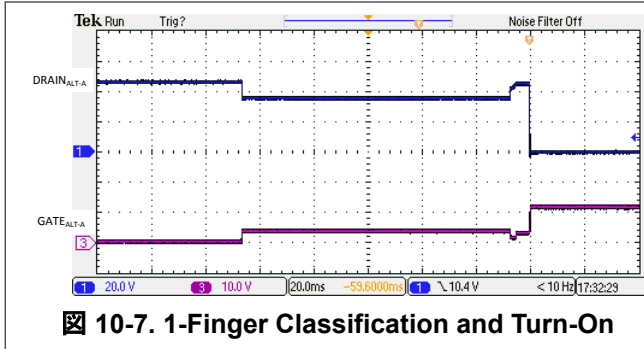 Tek Run Trig? Noise Filter Off
DRAINALT-A
1
GATEALT-A
3
1 20.0 V 3 10.0 V 20.0ms -59.6000ms 1 10.4 V < 10 Hz 17:32:29
図 10-7. 1-Finger Classification and Turn-On